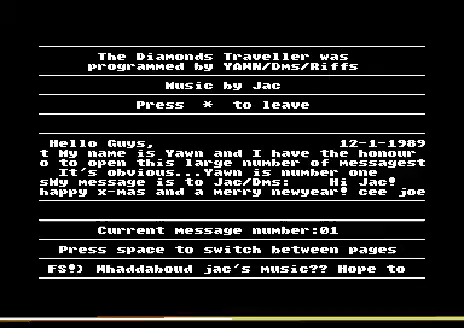 The Diamonds Traveller was
programmed by YAWN/Dms/Riffs
Music by Jac
Press * to leave
Hello Guys, 12-1-1989
t My name is Yawn and I have the honour
o to open this large number of messagest
It's obvious...Yawn is number one
sMy message is to Jac/Dms: Hi Jac!
happy x-mas and a merry newyear! cee joe
Current message number:01
Press space to switch between pages
FS!) Whaddaboud jac's music?? Hope to